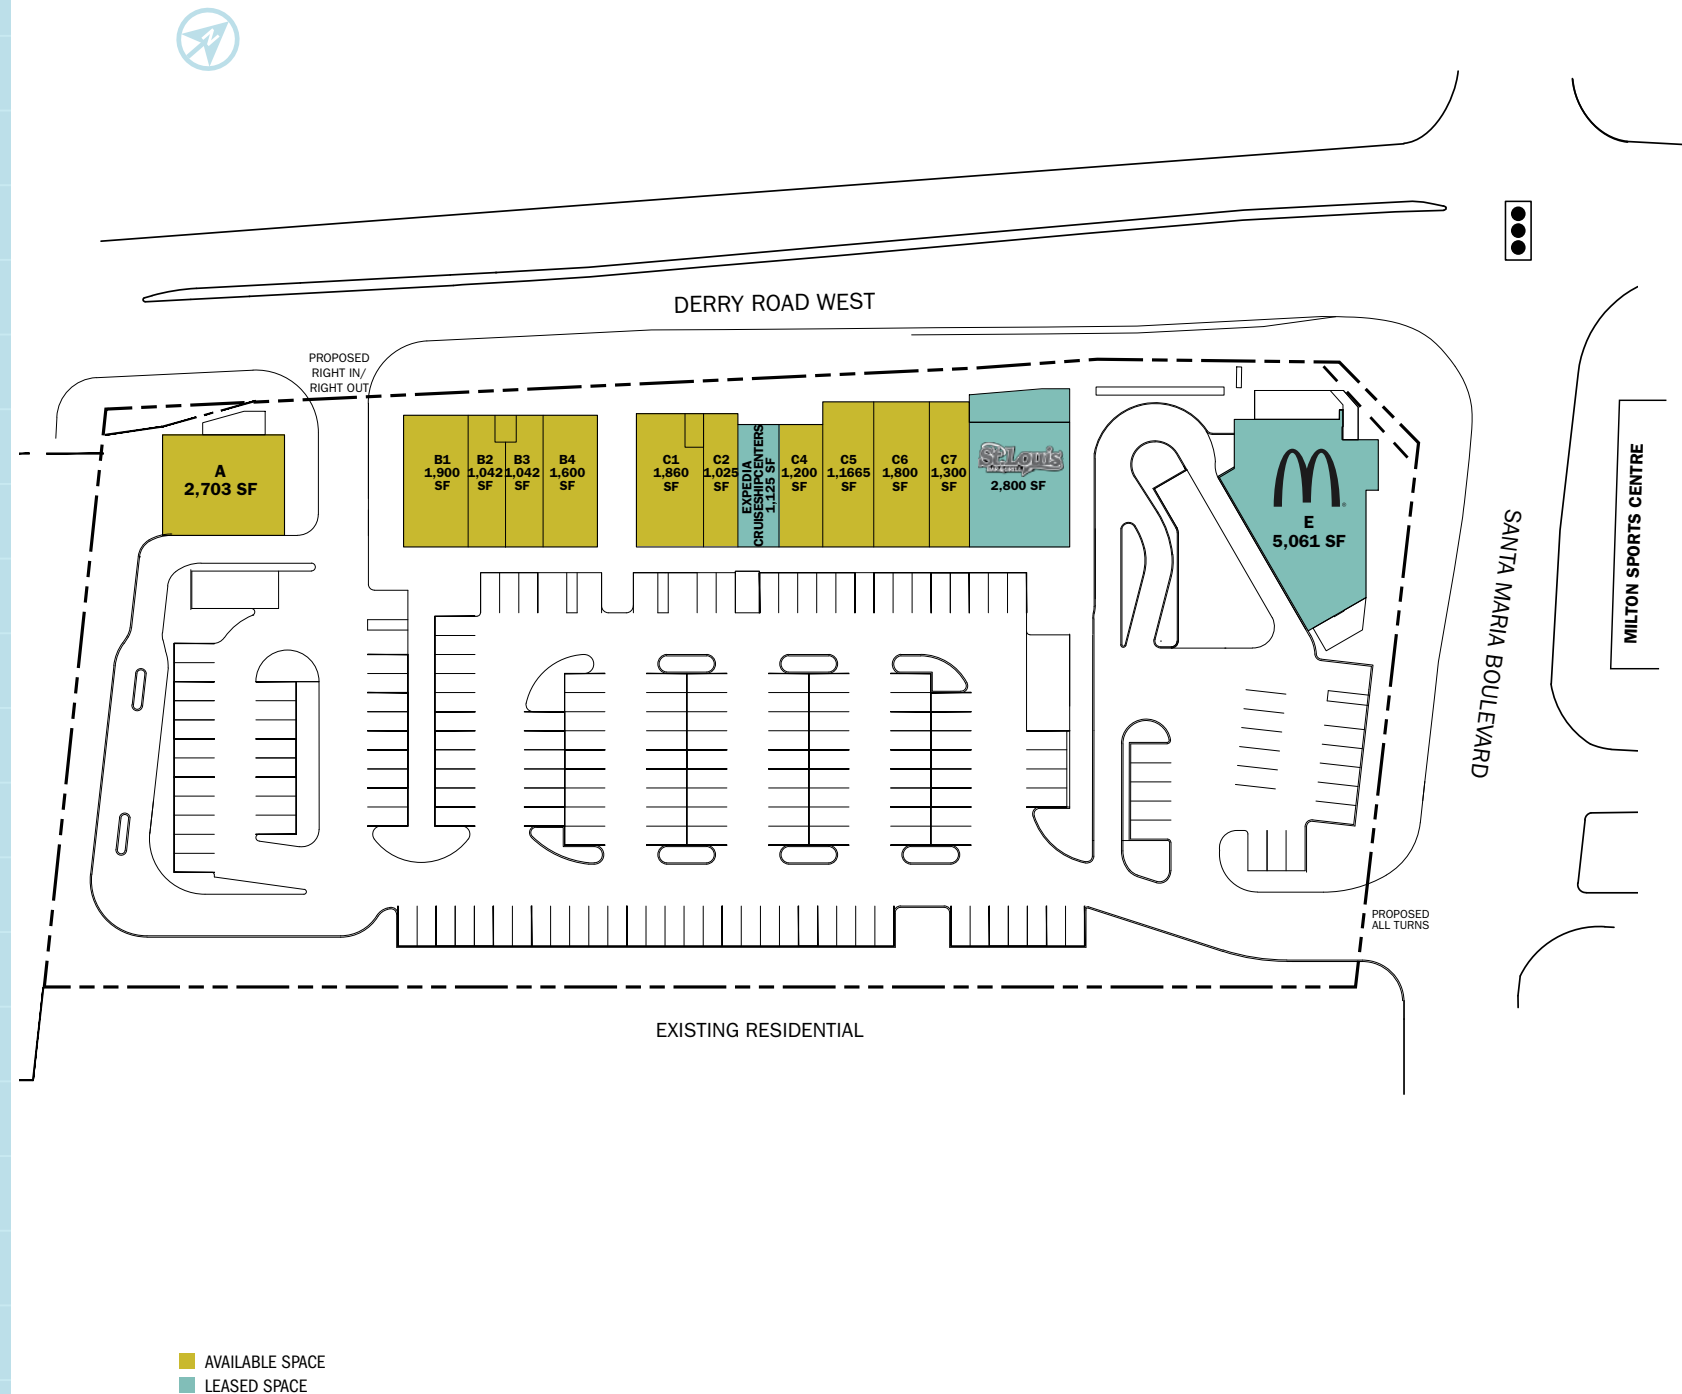 N
DERRY ROAD WEST
PROPOSED
RIGHT IN/
RIGHT OUT
A
2,703 SF
B1
1,900
SF
B2
1,042
SF
B3
1,042
SF
B4
1,600
SF
C1
1,860
SF
C2
1,025
SF
EXPEDIA
CRUISESHIPCENTERS
1,125 SF
C4
1,200
SF
C5
1,1665
SF
C6
1,800
SF
C7
1,300
SF
St. Louis
2,800 SF
E
5,061 SF
SANTA MARIA BOULEVARD
MILTON SPORTS CENTRE
PROPOSED
ALL TURNS
EXISTING RESIDENTIAL
AVAILABLE SPACE
LEASED SPACE